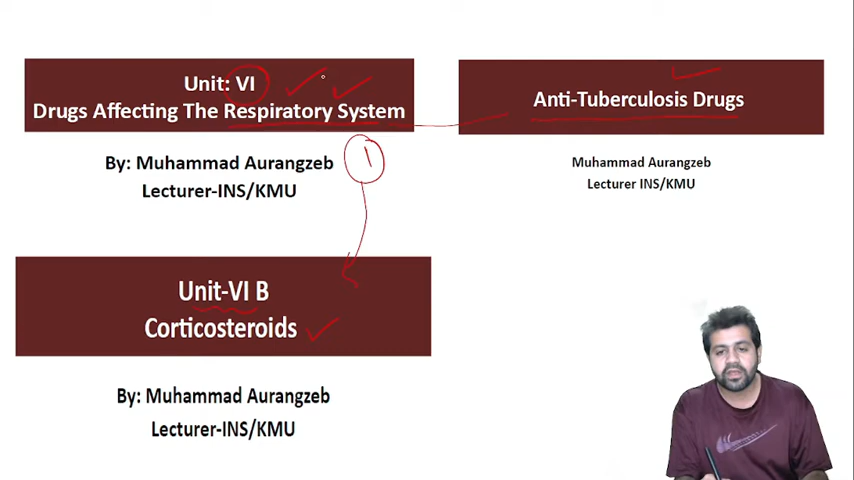 Unit: VI
Drugs Affecting The Respiratory System
By: Muhammad Aurangzeb
Lecturer-INS/KMU
1
Anti-Tuberculosis Drugs
Muhammad Aurangzeb
Lecturer INS/KMU
Unit-VI B
Corticosteroids
By: Muhammad Aurangzeb
Lecturer-INS/KMU